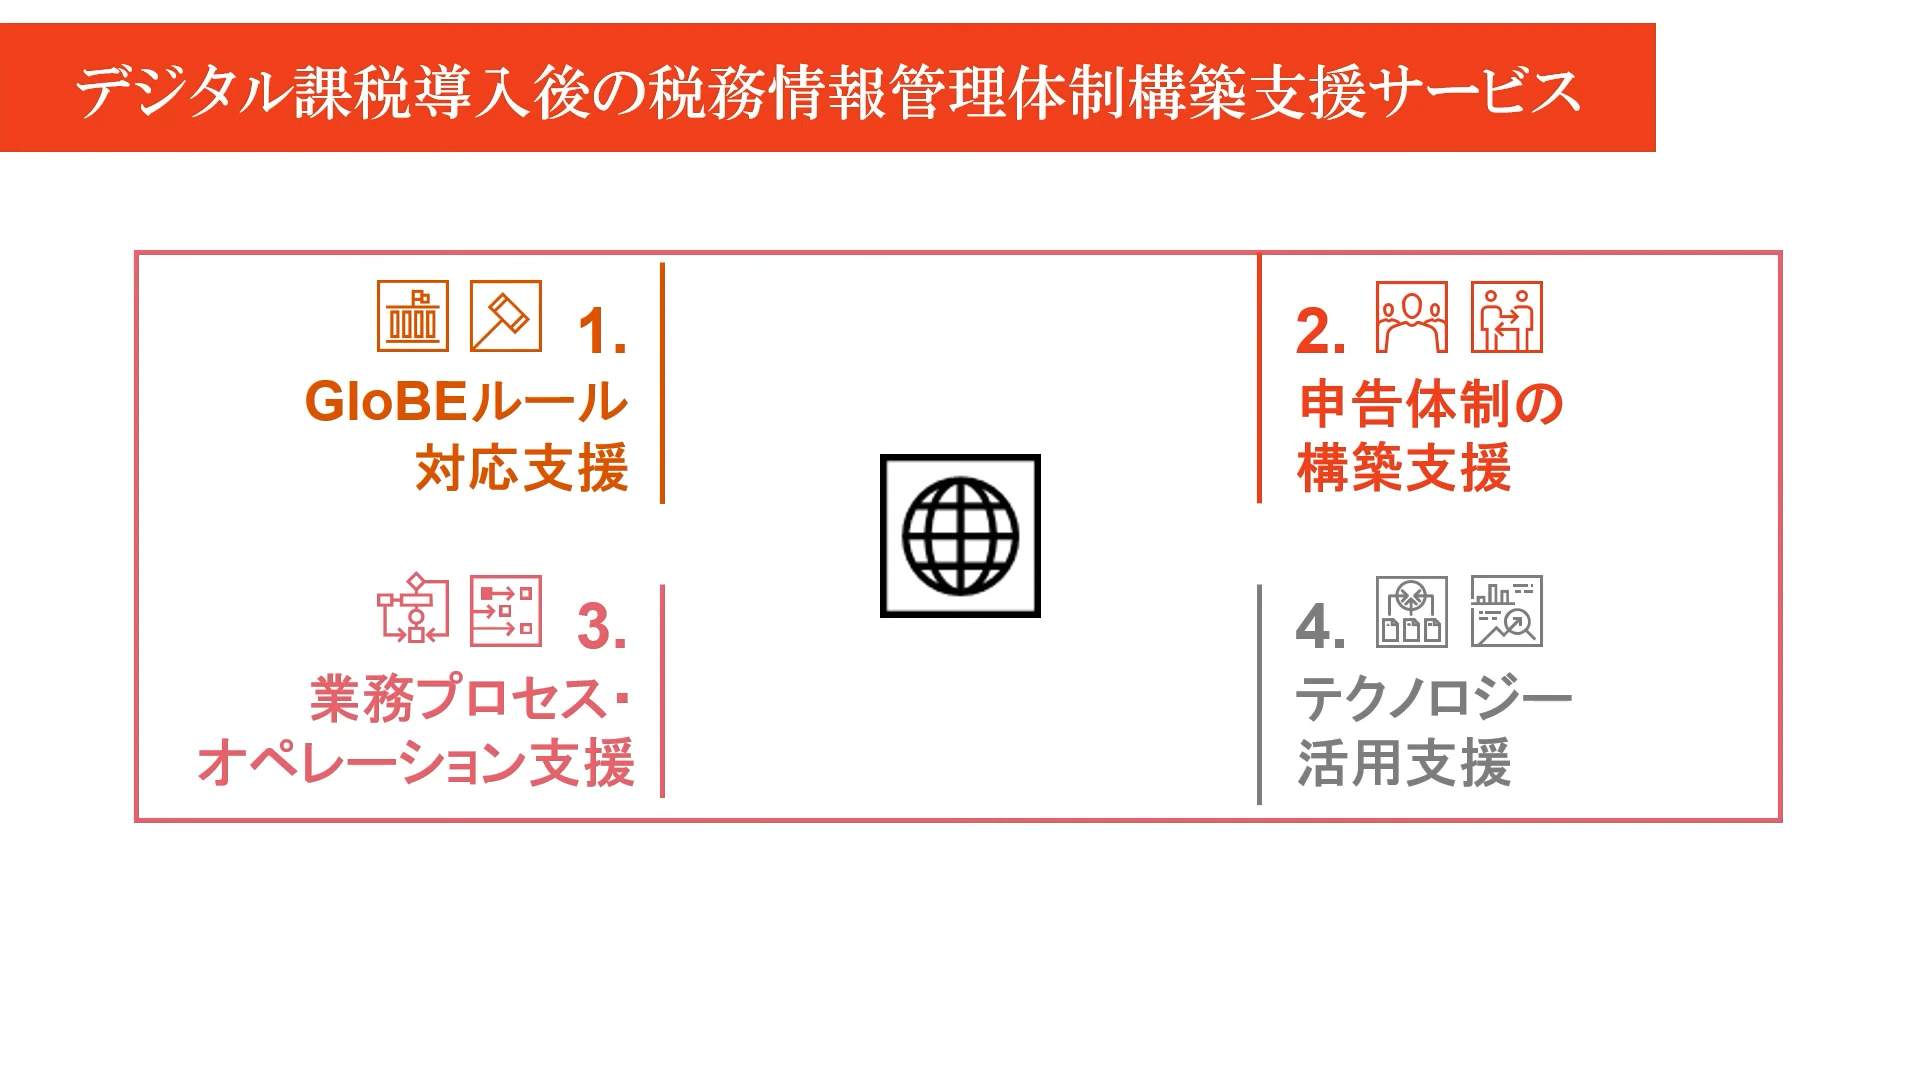 デジタル課税導入後の税務情報管理体制構築支援サービス
1.
GloBEルール
対応支援
2.
申告体制の
構築支援
3.
業務プロセス・
オペレーション支援
4.
テクノロジー
活用支援